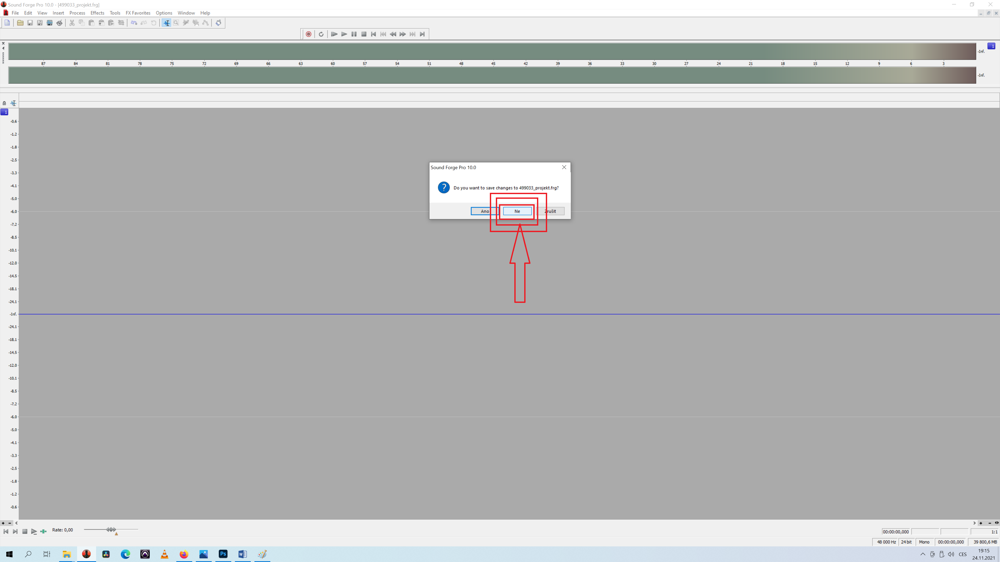 Sound Forge Pro 10.0 - [499033_projekt.frg]
File Edit View Insert Process Effects Tools FX Favorites Options Window Help
-Inf. 1
87 84 81 78 75 72 69 66 63 60 57 54 51 48 45 42 39 36 33 30 27 24 21 18 15 12 9 6 3
-Inf.
1
-0,6
-1,2
-1,8
-2,5
-3,3
-4,1
-5,0
-6,0
-7,2
-8,5
-10,1
-12,0
-14,5
-18,1
-24,1
-Inf.
-24,1
-18,1
-14,5
-12,0
-10,1
-8,5
-7,2
-6,0
-5,0
-4,1
-3,3
-2,5
-1,8
-1,2
-0,6
Sound Forge Pro 10.0
Do you want to save changes to 499033_projekt.frg?
Ano Ne Zrušit
Rate: 0,00
00:00:00,000 1:1
48 000 Hz 24 bit Mono 00:00:00,000 39 800,6 MB
Ps W CES 19:15
24.11.2021